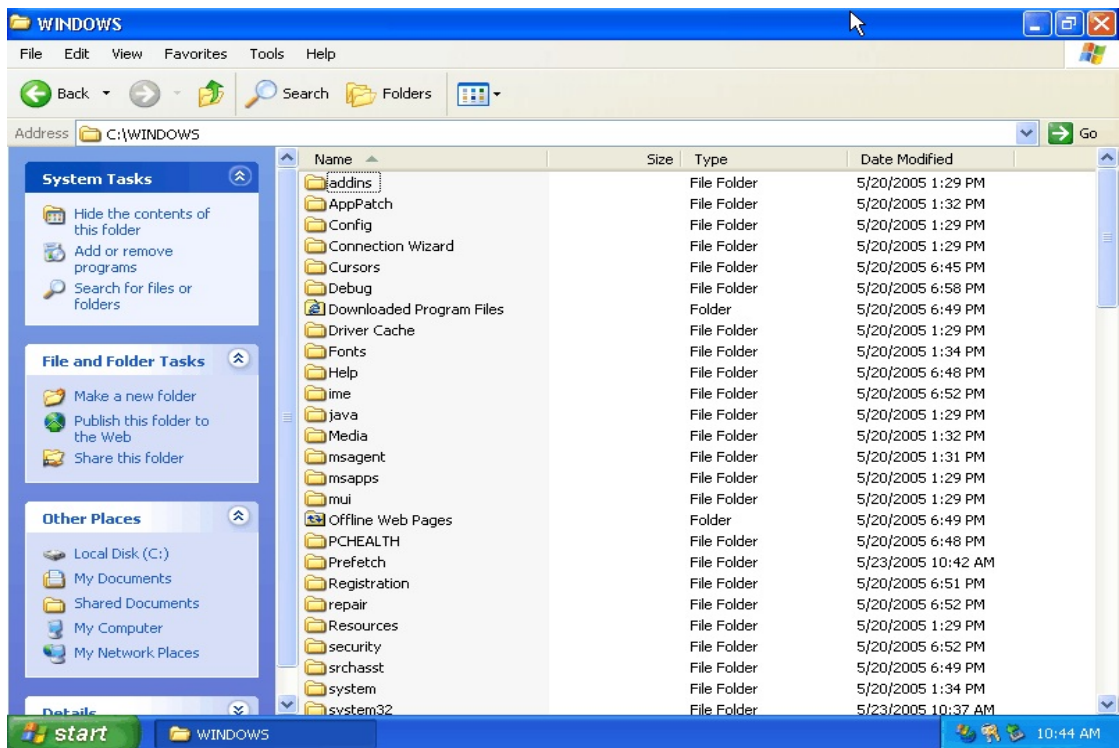 WINDOWS
File Edit View Favorites Tools Help
Back Search Folders
Address C:\WINDOWS Go
System Tasks
Hide the contents of
this folder
Add or remove
programs
Search for files or
folders
File and Folder Tasks
Make a new folder
Publish this folder to
the Web
Share this folder
Other Places
Local Disk (C:)
My Documents
Shared Documents
My Computer
My Network Places
Details
Name Size Type Date Modified
addins File Folder 5/20/2005 1:29 PM
AppPatch File Folder 5/20/2005 1:32 PM
Config File Folder 5/20/2005 1:29 PM
Connection Wizard File Folder 5/20/2005 1:29 PM
Cursors File Folder 5/20/2005 6:45 PM
Debug File Folder 5/20/2005 6:58 PM
Downloaded Program Files Folder 5/20/2005 6:49 PM
Driver Cache File Folder 5/20/2005 1:29 PM
Fonts File Folder 5/20/2005 1:34 PM
Help File Folder 5/20/2005 6:48 PM
ime File Folder 5/20/2005 6:52 PM
java File Folder 5/20/2005 1:29 PM
Media File Folder 5/20/2005 1:32 PM
msagent File Folder 5/20/2005 1:31 PM
msapps File Folder 5/20/2005 1:29 PM
mui File Folder 5/20/2005 1:29 PM
Offline Web Pages Folder 5/20/2005 6:49 PM
PCHEALTH File Folder 5/20/2005 6:48 PM
Prefetch File Folder 5/23/2005 10:42 AM
Registration File Folder 5/20/2005 6:51 PM
repair File Folder 5/20/2005 6:52 PM
Resources File Folder 5/20/2005 1:29 PM
security File Folder 5/20/2005 6:52 PM
srchasst File Folder 5/20/2005 6:49 PM
system File Folder 5/20/2005 1:34 PM
system32 File Folder 5/23/2005 10:37 AM
start WINDOWS 10:44 AM